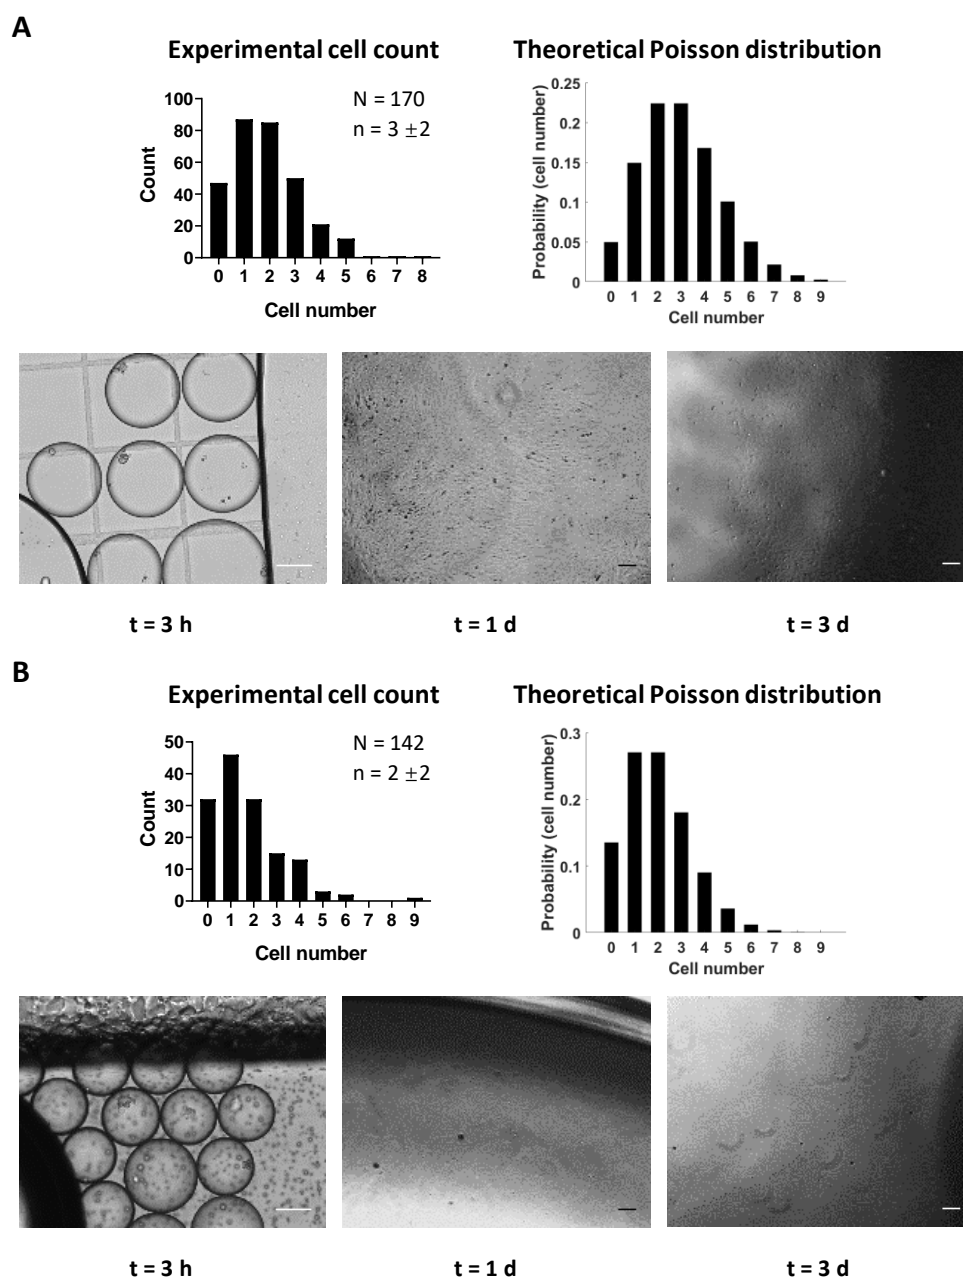 A
Experimental cell count
Theoretical Poisson distribution
N = 170
n = 3 ±2
100
80
60
40
20
0
Count
0 1 2 3 4 5 6 7 8
Cell number
0.25
0.2
0.15
0.1
0.05
0
Probability (cell number)
0 1 2 3 4 5 6 7 8 9
Cell number
t = 3 h
t = 1 d
t = 3 d
B
Experimental cell count
Theoretical Poisson distribution
N = 142
n = 2 ±2
50
40
30
20
10
0
Count
0 1 2 3 4 5 6 7 8 9
Cell number
0.3
0.2
0.1
0
Probability (cell number)
0 1 2 3 4 5 6 7 8 9
Cell number
t = 3 h
t = 1 d
t = 3 d